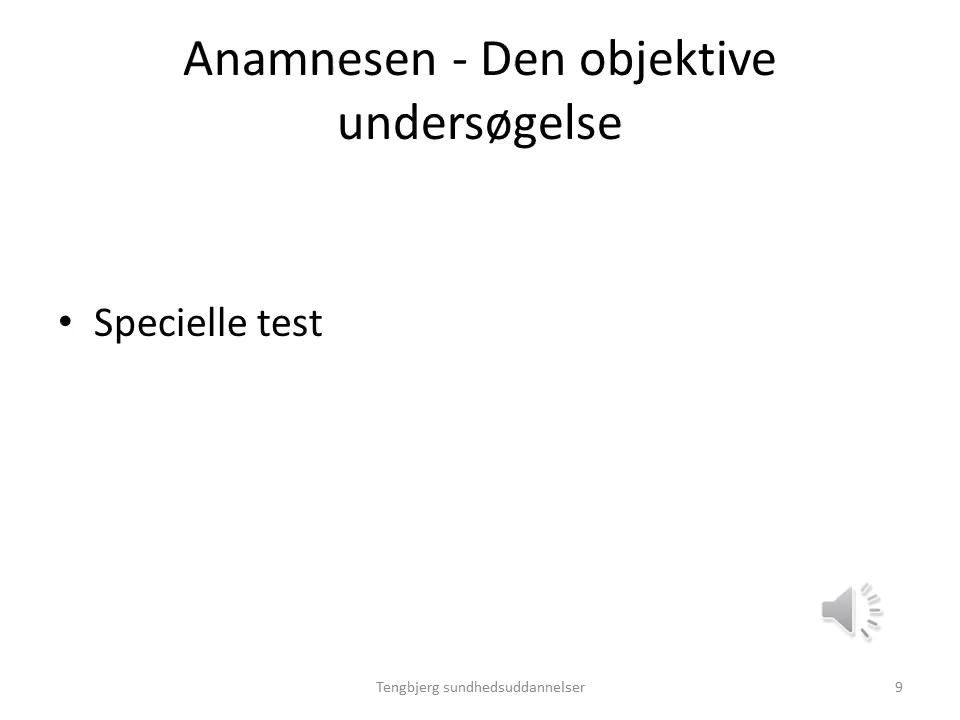 Anamnesen - Den objektive
undersøgelse
• Specielle test
Tengbjerg sundhedsuddannelser
9